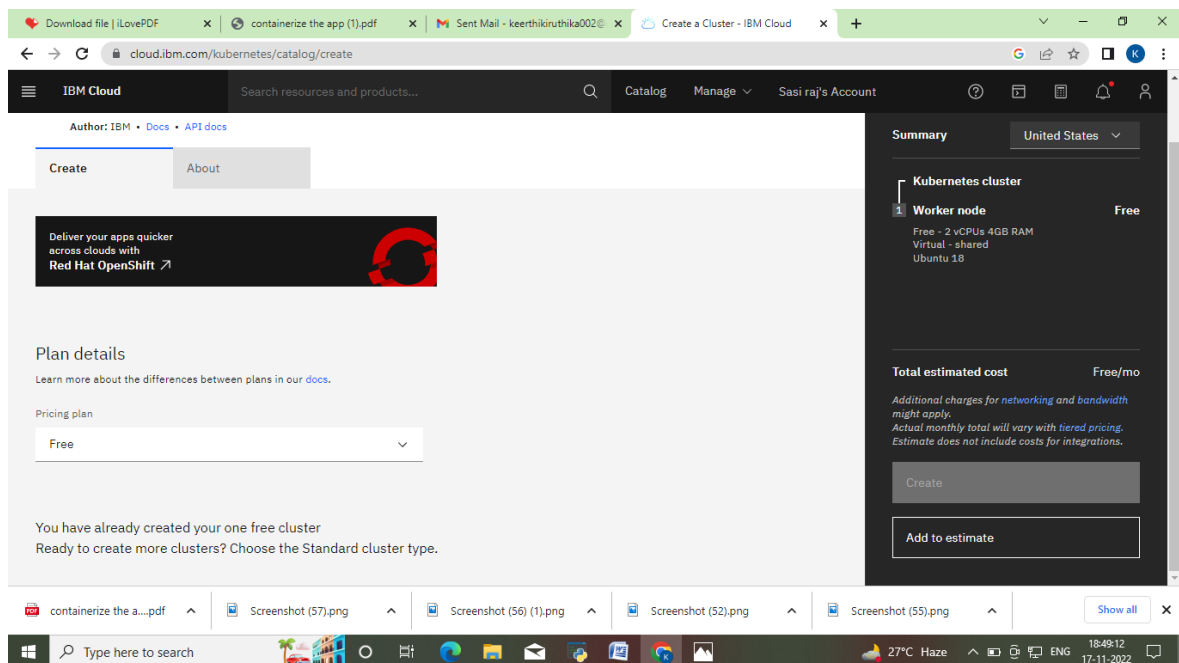 Download file | iLovePDF
containerize the app (1).pdf
Sent Mail - keerthikiruthika002@
Create a Cluster - IBM Cloud
cloud.ibm.com/kubernetes/catalog/create
K
IBM Cloud
Search resources and products...
Catalog
Manage
Sasi raj's Account
Author: IBM • Docs • API docs
Create
About
Deliver your apps quicker
across clouds with
Red Hat OpenShift
Plan details
Learn more about the differences between plans in our docs.
Pricing plan
Free
You have already created your one free cluster
Ready to create more clusters? Choose the Standard cluster type.
Summary
United States
Kubernetes cluster
1 Worker node Free
Free - 2 vCPUs 4GB RAM
Virtual - shared
Ubuntu 18
Total estimated cost Free/mo
Additional charges for networking and bandwidth
might apply.
Actual monthly total will vary with tiered pricing.
Estimate does not include costs for integrations.
Create
Add to estimate
containerize the a....pdf
Screenshot (57).png
Screenshot (56) (1).png
Screenshot (52).png
Screenshot (55).png
Show all
Type here to search
27°C Haze
ENG
18:49:12
17-11-2022